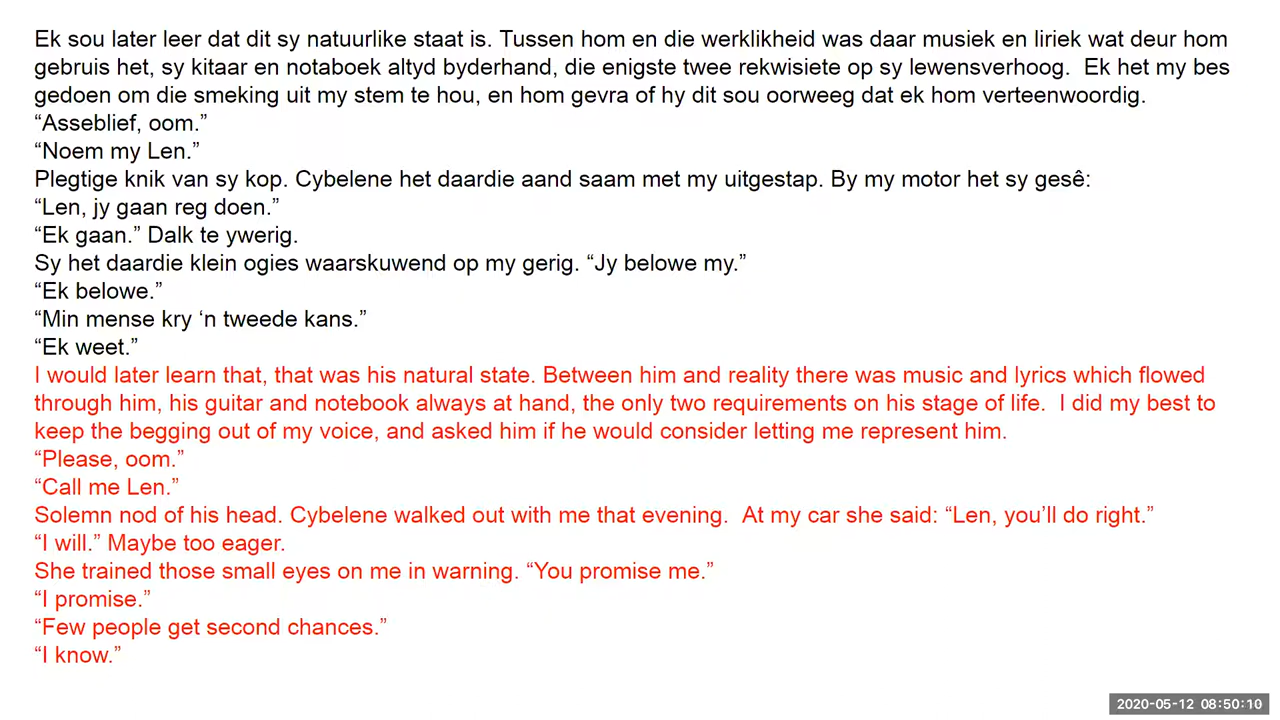 Ek sou later leer dat dit sy natuurlike staat is. Tussen hom en die werklikheid was daar musiek en liriek wat deur hom
gebruis het, sy kitaar en notaboek altyd byderhand, die enigste twee rekwisiete op sy lewensverhoog.  Ek het my bes
gedoen om die smeking uit my stem te hou, en hom gevra of hy dit sou oorweeg dat ek hom verteenwoordig.
“Asseblief, oom.”
“Noem my Len.”
Plegtige knik van sy kop. Cybelene het daardie aand saam met my uitgestap. By my motor het sy gesê:
“Len, jy gaan reg doen.”
“Ek gaan.” Dalk te ywerig.
Sy het daardie klein ogies waarskuwend op my gerig. “Jy belowe my.”
“Ek belowe.”
“Min mense kry ‘n tweede kans.”
“Ek weet.”
I would later learn that, that was his natural state. Between him and reality there was music and lyrics which flowed
through him, his guitar and notebook always at hand, the only two requirements on his stage of life.  I did my best to
keep the begging out of my voice, and asked him if he would consider letting me represent him.
“Please, oom.”
“Call me Len.”
Solemn nod of his head. Cybelene walked out with me that evening.  At my car she said: “Len, you’ll do right.”
“I will.” Maybe too eager.
She trained those small eyes on me in warning. “You promise me.”
“I promise.”
“Few people get second chances.”
“I know.”
2020-05-12 08:50:10